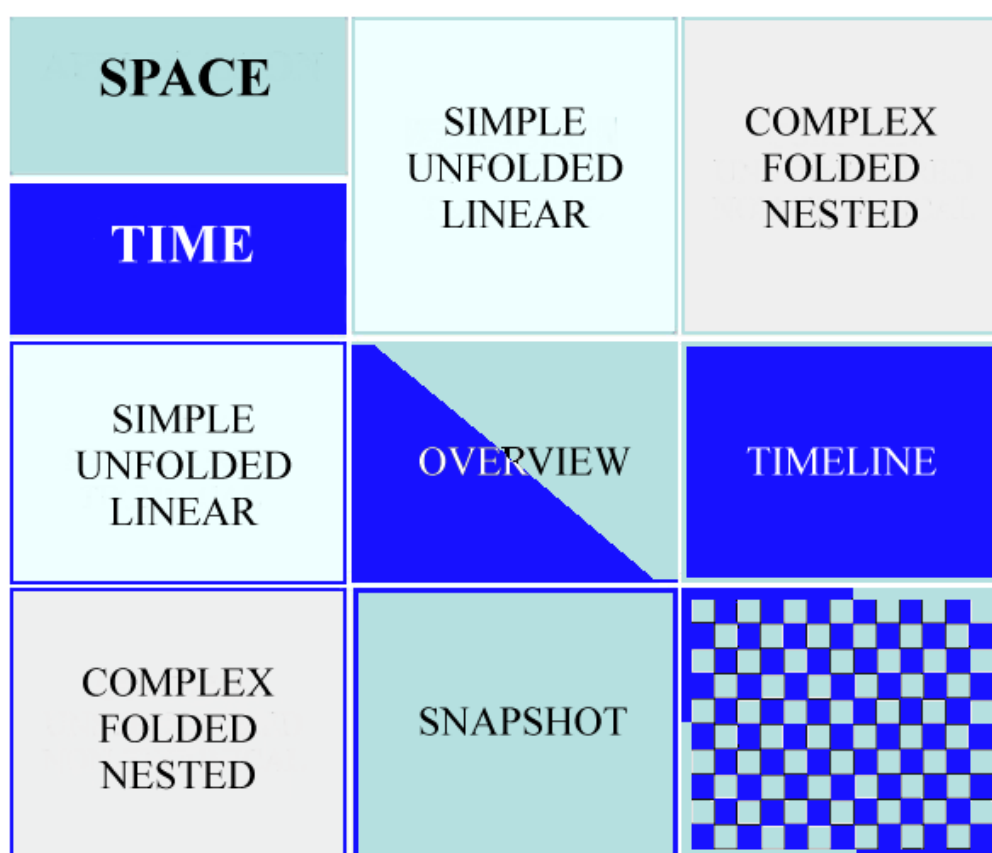 SPACE
TIME
SIMPLE
UNFOLDED
LINEAR
COMPLEX
FOLDED
NESTED
SIMPLE
UNFOLDED
LINEAR
OVERVIEW
TIMELINE
COMPLEX
FOLDED
NESTED
SNAPSHOT